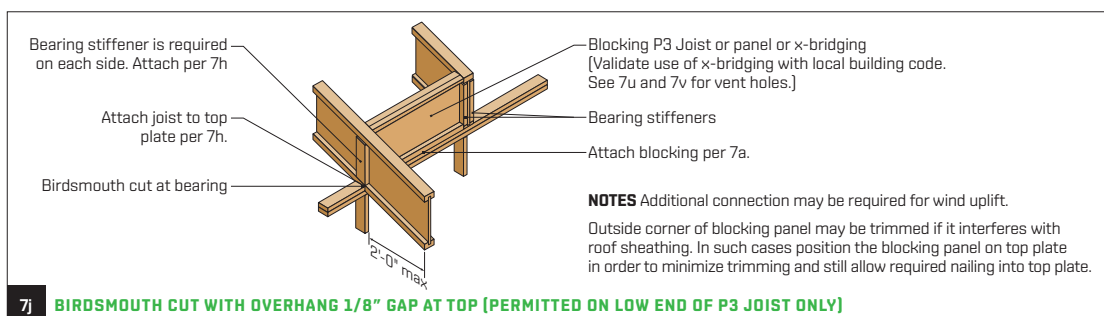 Bearing stiffener is required
on each side. Attach per 7h
Attach joist to top
plate per 7h.
Birdsmouth cut at bearing
2'-0" max
Blocking P3 Joist or panel or x-bridging
(Validate use of x-bridging with local building code.
See 7u and 7v for vent holes.)
Bearing stiffeners
Attach blocking per 7a.
NOTES Additional connection may be required for wind uplift.
Outside corner of blocking panel may be trimmed if it interferes with
roof sheathing. In such cases position the blocking panel on top plate
in order to minimize trimming and still allow required nailing into top plate.
7j BIRDSMOUTH CUT WITH OVERHANG 1/8" GAP AT TOP (PERMITTED ON LOW END OF P3 JOIST ONLY)